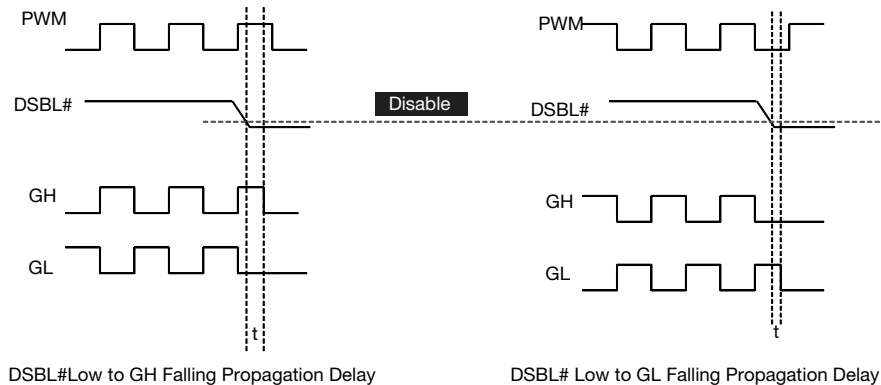 PWM
DSBL#
GH
GL
t
DSBL#Low to GH Falling Propagation Delay
Disable
PWM
DSBL#
GH
GL
t
DSBL# Low to GL Falling Propagation Delay